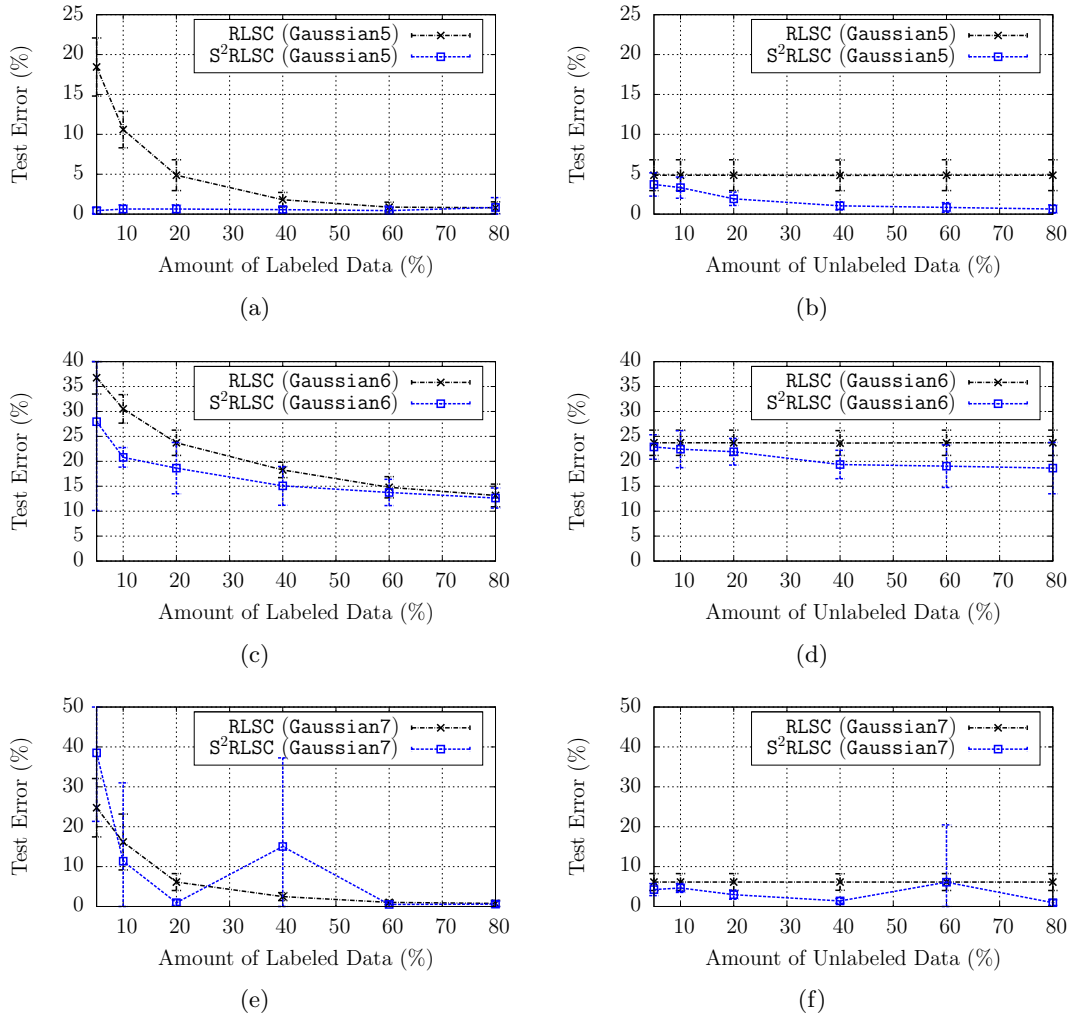 25
20
15
10
5
0
10 20 30 40 50 60 70 80
Test Error (%)
Amount of Labeled Data (%)
RLSC (Gaussian5)
S²RLSC (Gaussian5)
(a)
25
20
15
10
5
0
10 20 30 40 50 60 70 80
Test Error (%)
Amount of Unlabeled Data (%)
RLSC (Gaussian5)
S²RLSC (Gaussian5)
(b)
40
35
30
25
20
15
10
5
0
10 20 30 40 50 60 70 80
Test Error (%)
Amount of Labeled Data (%)
RLSC (Gaussian6)
S²RLSC (Gaussian6)
(c)
40
35
30
25
20
15
10
5
0
10 20 30 40 50 60 70 80
Test Error (%)
Amount of Unlabeled Data (%)
RLSC (Gaussian6)
S²RLSC (Gaussian6)
(d)
50
40
30
20
10
0
10 20 30 40 50 60 70 80
Test Error (%)
Amount of Labeled Data (%)
RLSC (Gaussian7)
S²RLSC (Gaussian7)
(e)
50
40
30
20
10
0
10 20 30 40 50 60 70 80
Test Error (%)
Amount of Unlabeled Data (%)
RLSC (Gaussian7)
S²RLSC (Gaussian7)
(f)